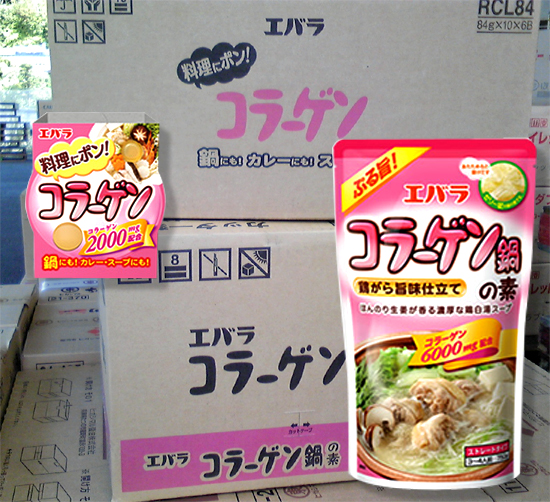 エバラ
RCL84
84g×10×6B
料理にポン!
コラーゲン
鍋にも!カレーにも!ス
エバラ
料理にポン!
コラーゲン
コラーゲン
2000mg配合
鍋にも!カレー・スープにも!
ぷる旨!
エバラ
コラーゲン鍋
の素
鶏がら旨味仕立て
ほんのり生姜が香る濃厚な鶏白湯スープ
コラーゲン
6000mg配合
ストレートタイプ
8
エバラ
コラーゲン
エバラ コラーゲン鍋の素